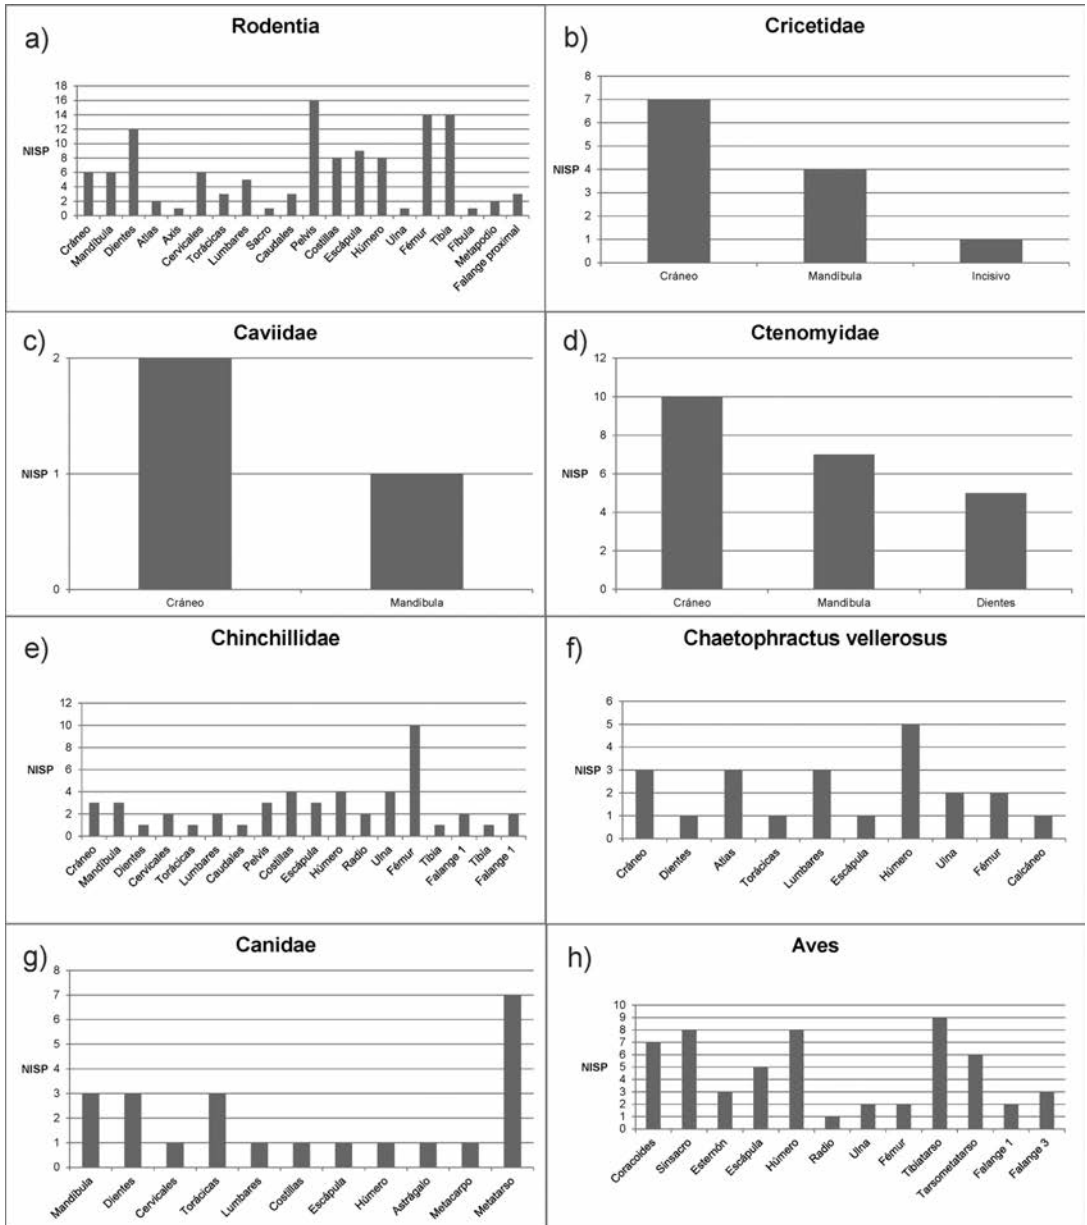 a)
Rodentia
18
16
14
12
10
8
6
4
2
0
NISP
Cráneo
Mandíbula
Dientes
Atlas
Axis
Cervicales
Torácicas
Lumbares
Sacro
Caudales
Pelvis
Costillas
Escápula
Húmero
Ulna
Fémur
Tibia
Fíbula
Metapodio
Falange proximal
b)
Cricetidae
8
7
6
5
4
3
2
1
0
NISP
Cráneo
Mandíbula
Incisivo
c)
Caviidae
2
1
0
NISP
Cráneo
Mandíbula
d)
Ctenomyidae
12
10
8
6
4
2
0
NISP
Cráneo
Mandíbula
Dientes
e)
Chinchillidae
12
10
8
6
4
2
0
NISP
Cráneo
Mandíbula
Dientes
Cervicales
Torácicas
Lumbares
Caudales
Pelvis
Costillas
Escápula
Húmero
Radio
Ulna
Fémur
Tibia
Falange 1
Tibia
Falange 1
f)
Chaetophractus vellerosus
6
5
4
3
2
1
0
NISP
Cráneo
Dientes
Atlas
Torácicas
Lumbares
Escápula
Húmero
Ulna
Fémur
Calcáneo
g)
Canidae
8
7
6
5
4
3
2
1
0
NISP
Mandíbula
Dientes
Cervicales
Torácicas
Lumbares
Costillas
Escápula
Húmero
Astrágalo
Metacarpo
Metatarso
h)
Aves
10
9
8
7
6
5
4
3
2
1
0
NISP
Coracoides
Sinsacro
Esternón
Escápula
Húmero
Radio
Ulna
Fémur
Tibiatarso
Tarsometatarso
Falange 1
Falange 3